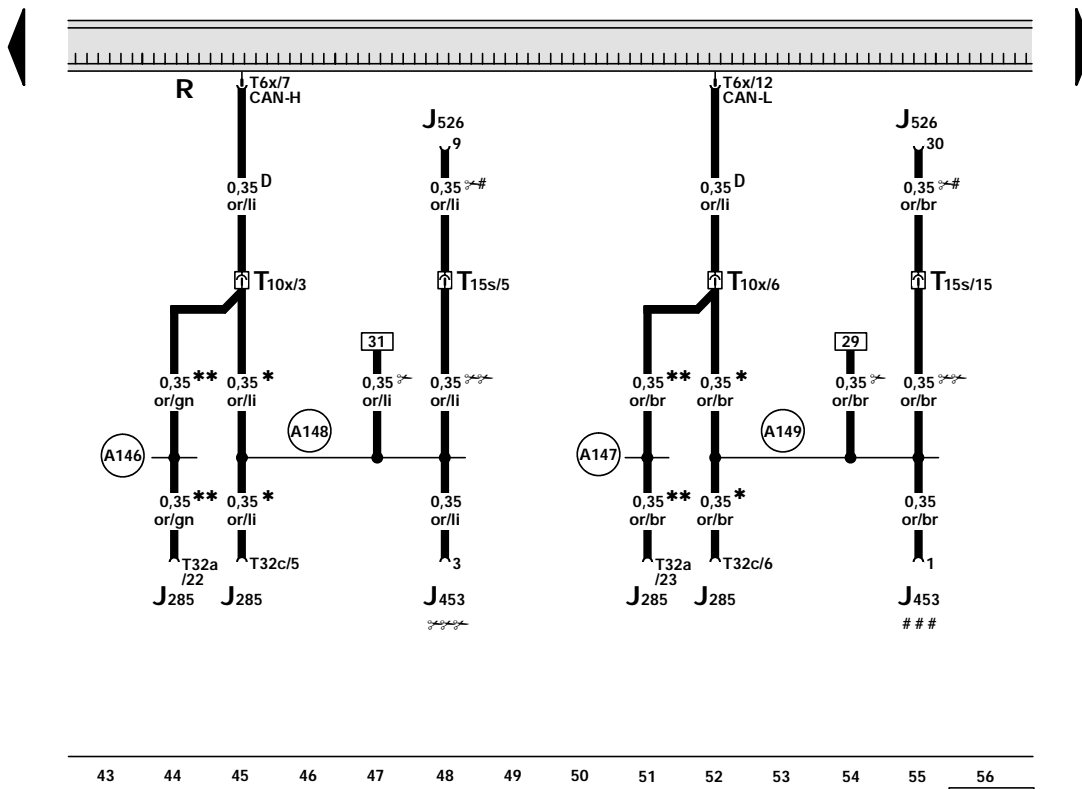 R
T6x/7
CAN-H
T6x/12
CAN-L
J526
9
J526
30
0,35 D
or/li
0,35 ✂#
or/li
0,35 D
or/li
0,35 ✂#
or/br
T10x/3
T15s/5
T10x/6
T15s/15
31
29
0,35 **
or/gn
0,35 *
or/li
0,35 ✂
or/li
0,35 ✂✂
or/li
0,35 **
or/br
0,35 *
or/br
0,35 ✂
or/br
0,35 ✂✂
or/br
A146
A148
A147
A149
0,35 **
or/gn
0,35 *
or/li
0,35
or/li
0,35 **
or/br
0,35 *
or/br
0,35
or/br
T32a
/22
T32c/5
3
T32a
/23
T32c/6
1
J285
J285
J453
J285
J285
J453
✂✂✂
# # #
43 44 45 46 47 48 49 50 51 52 53 54 55 56